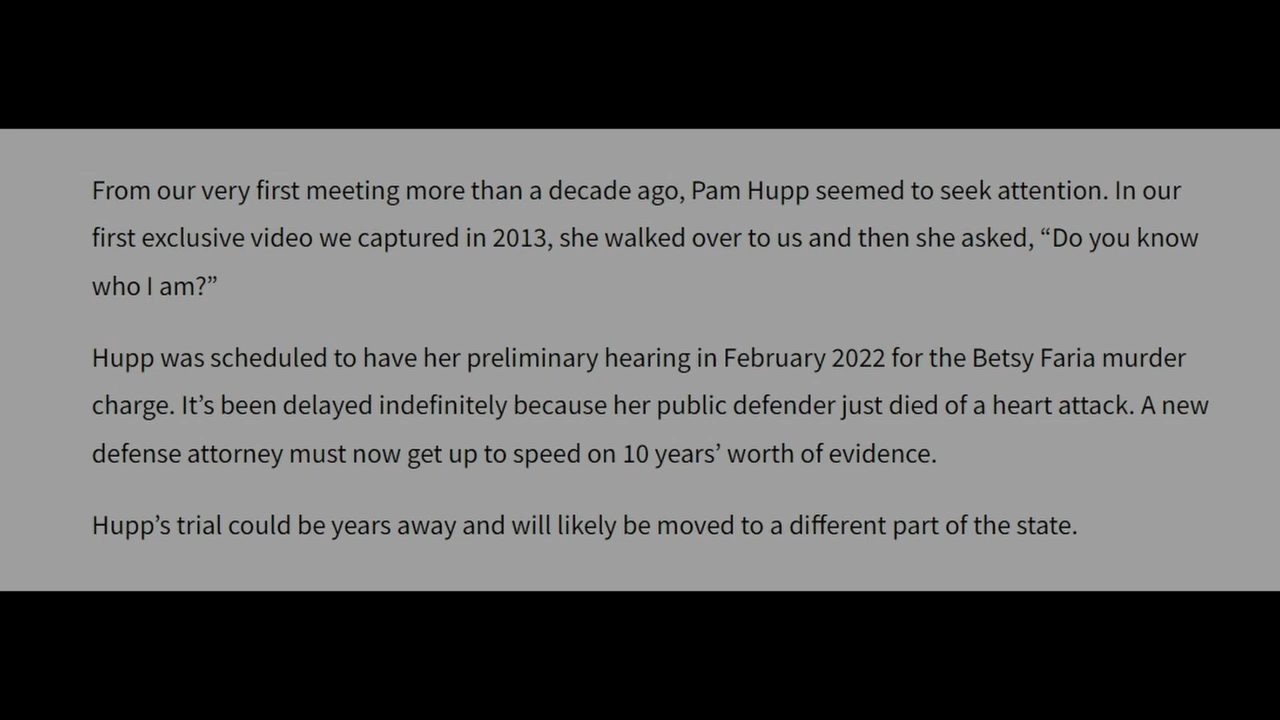 From our very first meeting more than a decade ago, Pam Hupp seemed to seek attention. In our
first exclusive video we captured in 2013, she walked over to us and then she asked, “Do you know
who I am?”
Hupp was scheduled to have her preliminary hearing in February 2022 for the Betsy Faria murder
charge. It’s been delayed indefinitely because her public defender just died of a heart attack. A new
defense attorney must now get up to speed on 10 years’ worth of evidence.
Hupp’s trial could be years away and will likely be moved to a different part of the state.